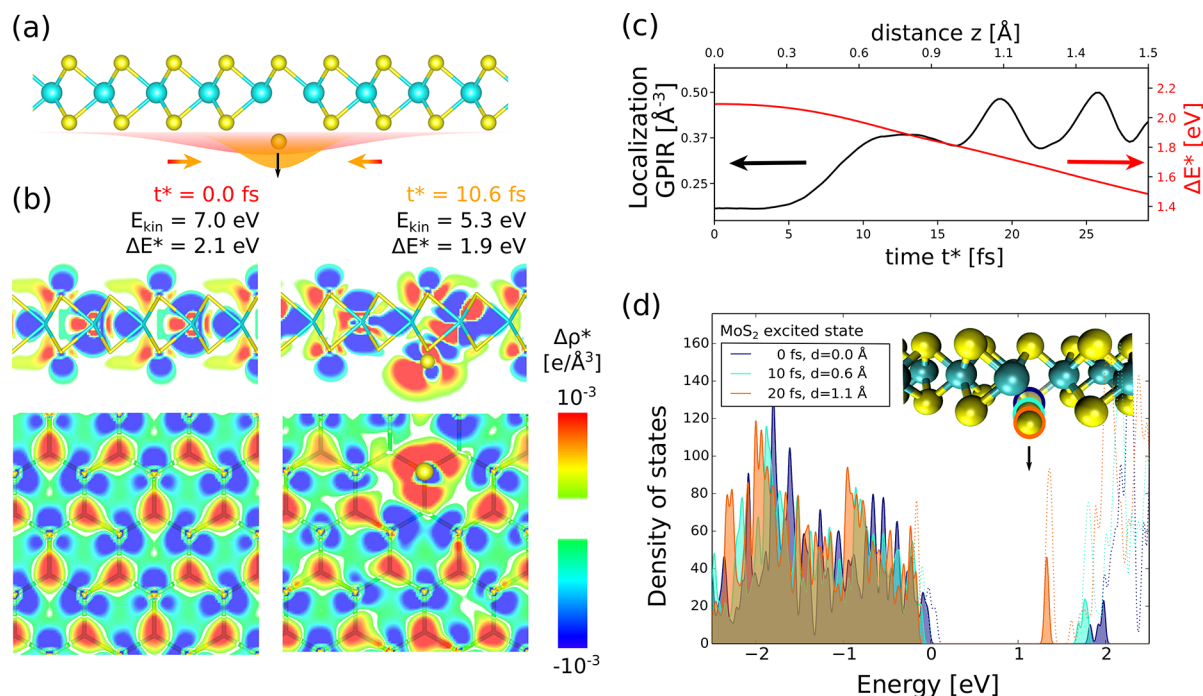 (a)
(b)
t* = 0.0 fs
E_kin = 7.0 eV
ΔE* = 2.1 eV
t* = 10.6 fs
E_kin = 5.3 eV
ΔE* = 1.9 eV
Δρ*
[e/Å³]
10⁻³
-10⁻³
(c)
distance z [Å]
0.0 0.3 0.6 0.9 1.1 1.4 1.5
Localization
GPIR [Å⁻³]
0.50
0.37
0.25
2.2
2.0
1.8
1.6
1.4
ΔE* [eV]
0 5 10 15 20 25
time t* [fs]
(d)
MoS₂ excited state
0 fs, d=0.0 Å
10 fs, d=0.6 Å
20 fs, d=1.1 Å
Density of states
160
140
120
100
80
60
40
20
0
−2 −1 0 1 2
Energy [eV]